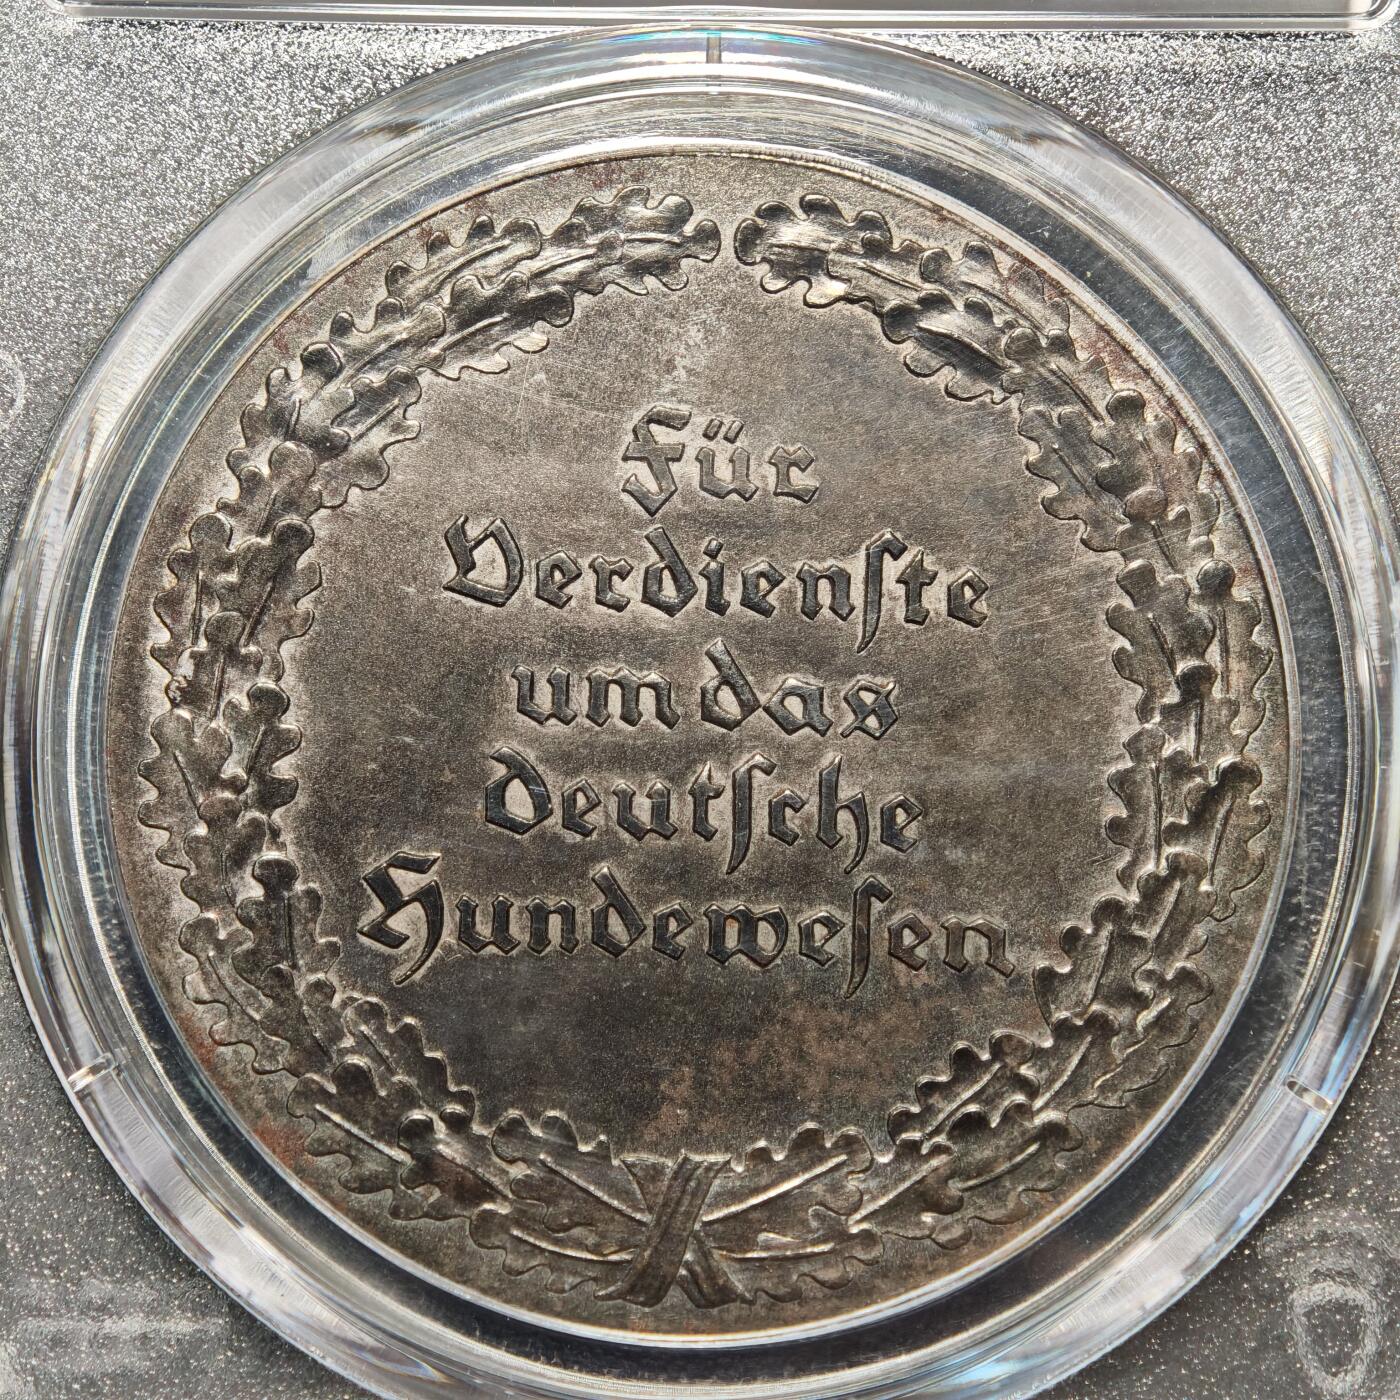 Für
Verdienſte
um das
deutſche
Hundeweſen